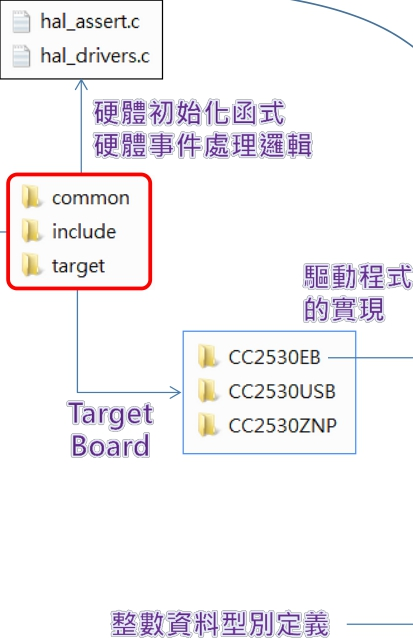 hal_assert.c
hal_drivers.c
硬體初始化函式
硬體事件處理邏輯
common
include
target
驅動程式
的實現
CC2530EB
CC2530USB
CC2530ZNP
Target
Board
整數資料型別定義